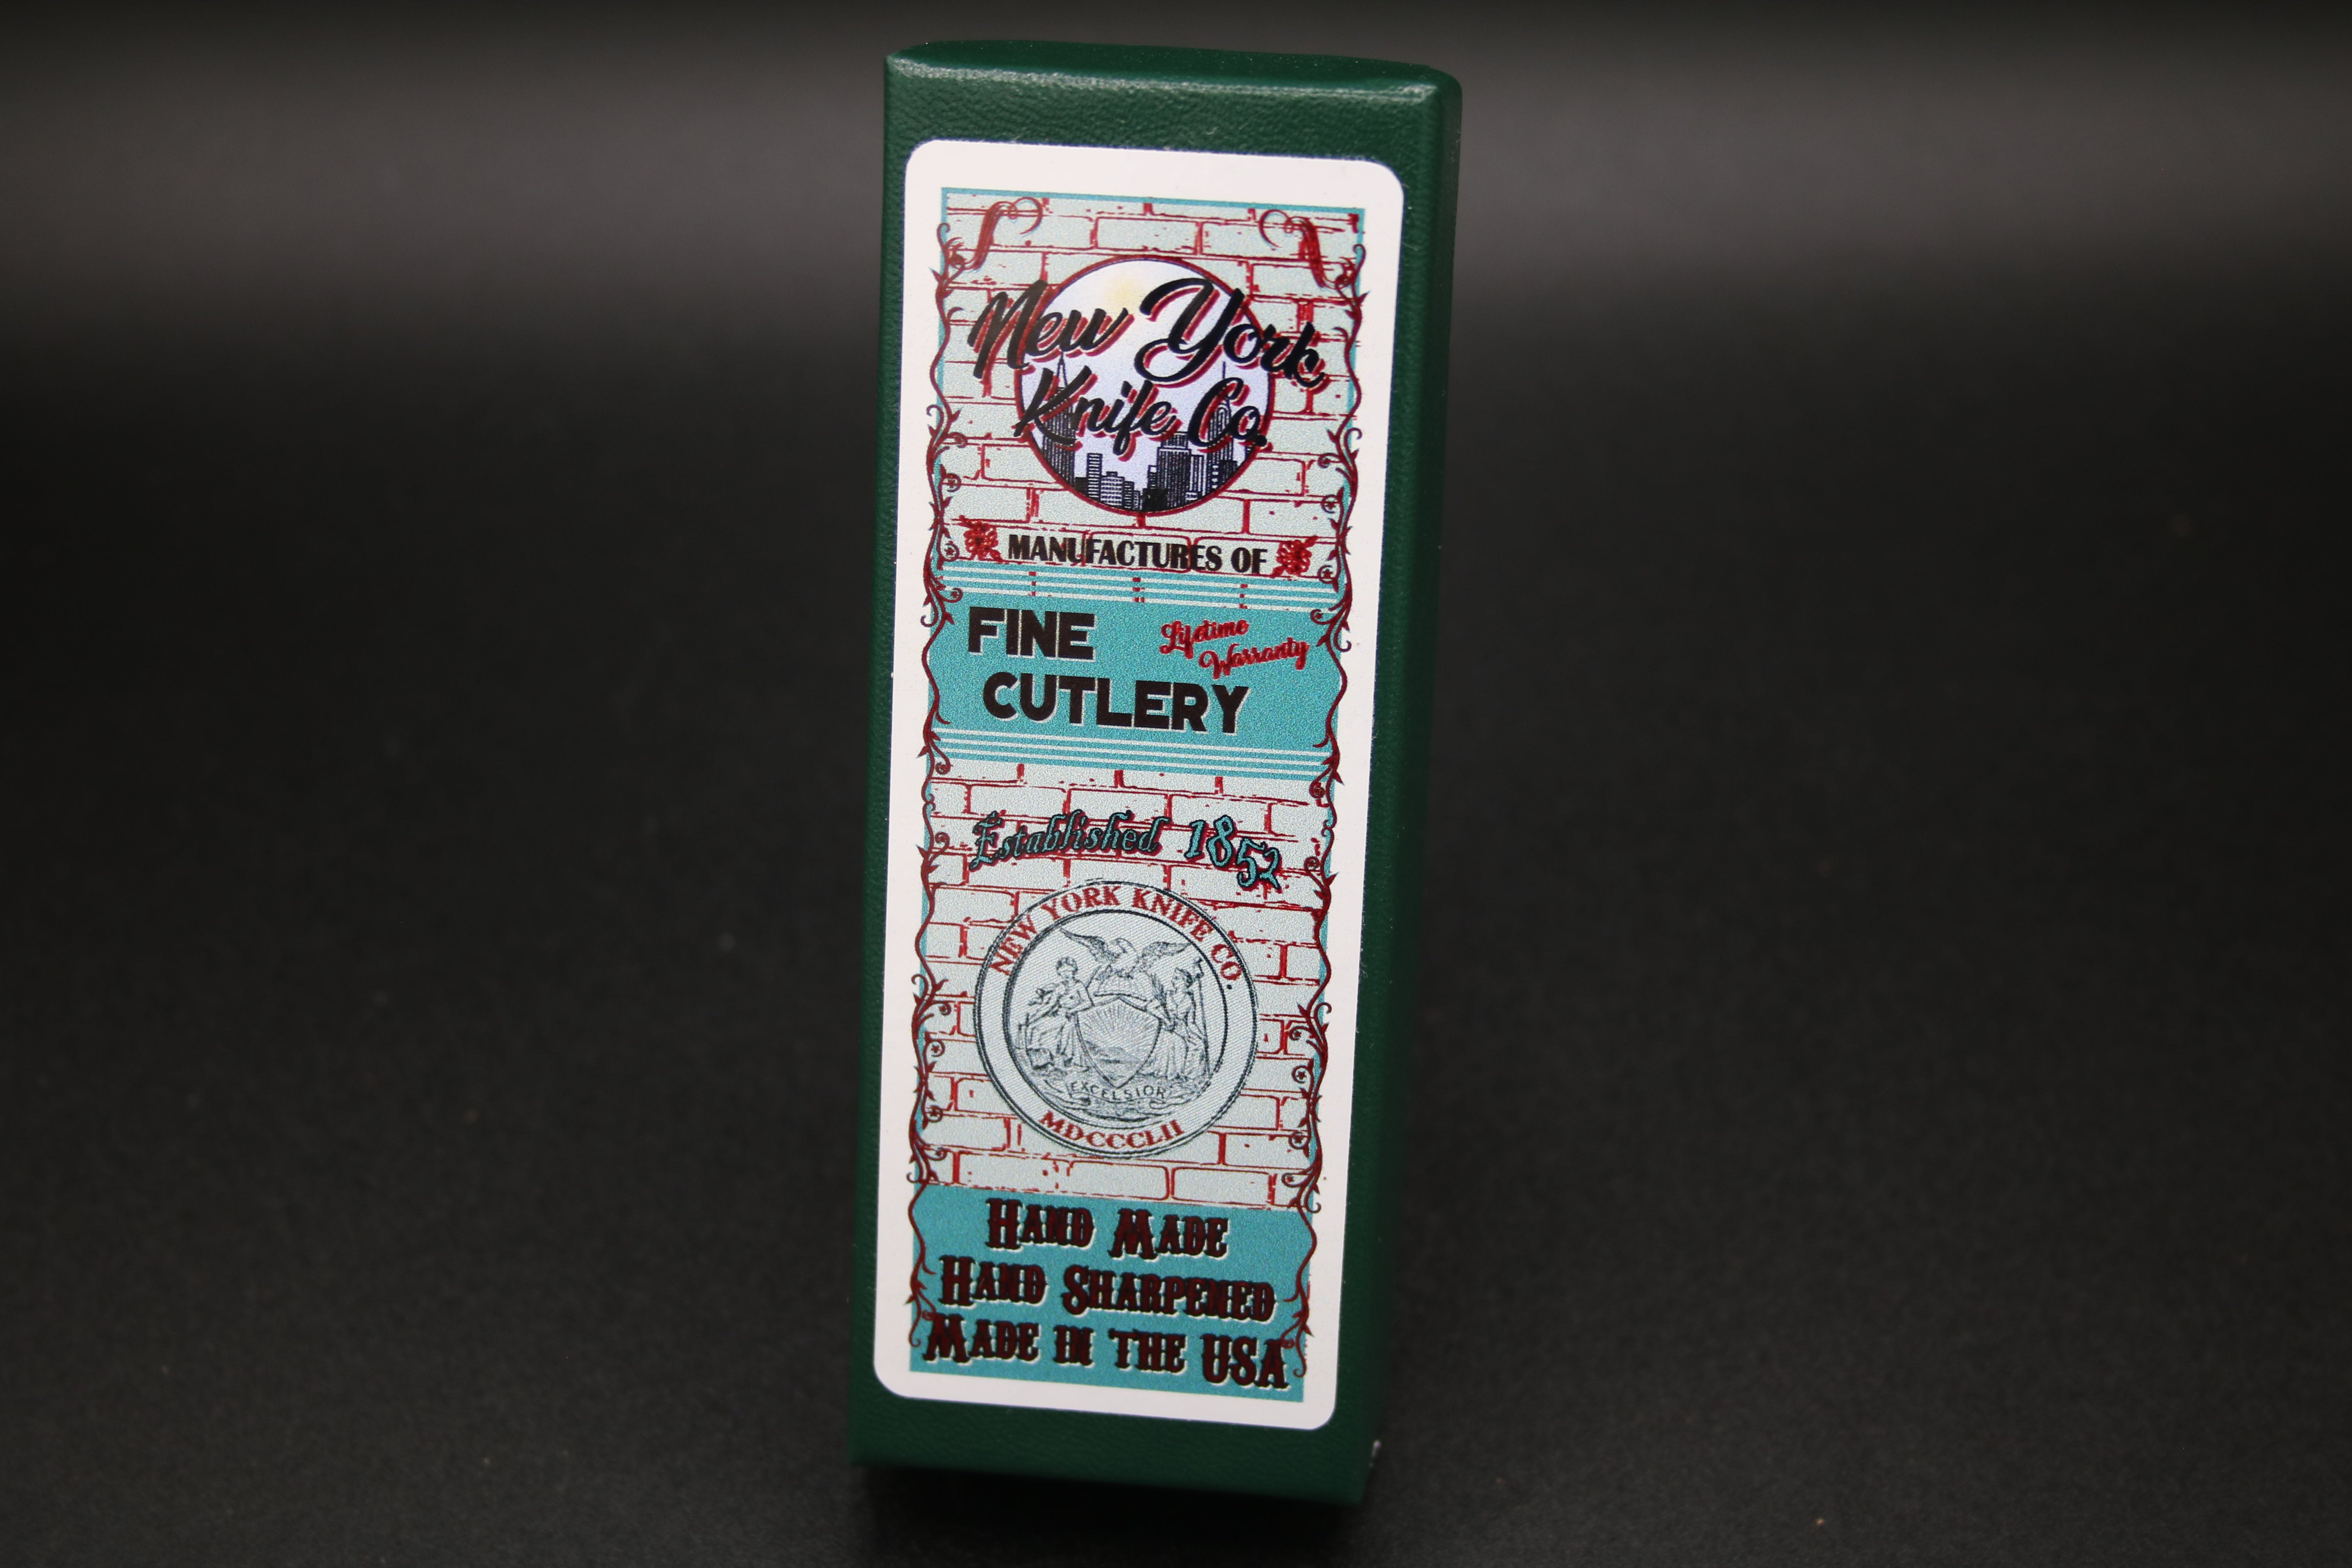 New York
Knife Co.
MANUFACTURES OF
FINE
Lifetime
Warranty
CUTLERY
Established 1852
NEW YORK KNIFE CO.
EXCELSIOR
MDCCCLII
HAND MADE
HAND SHARPENED
MADE IN THE USA